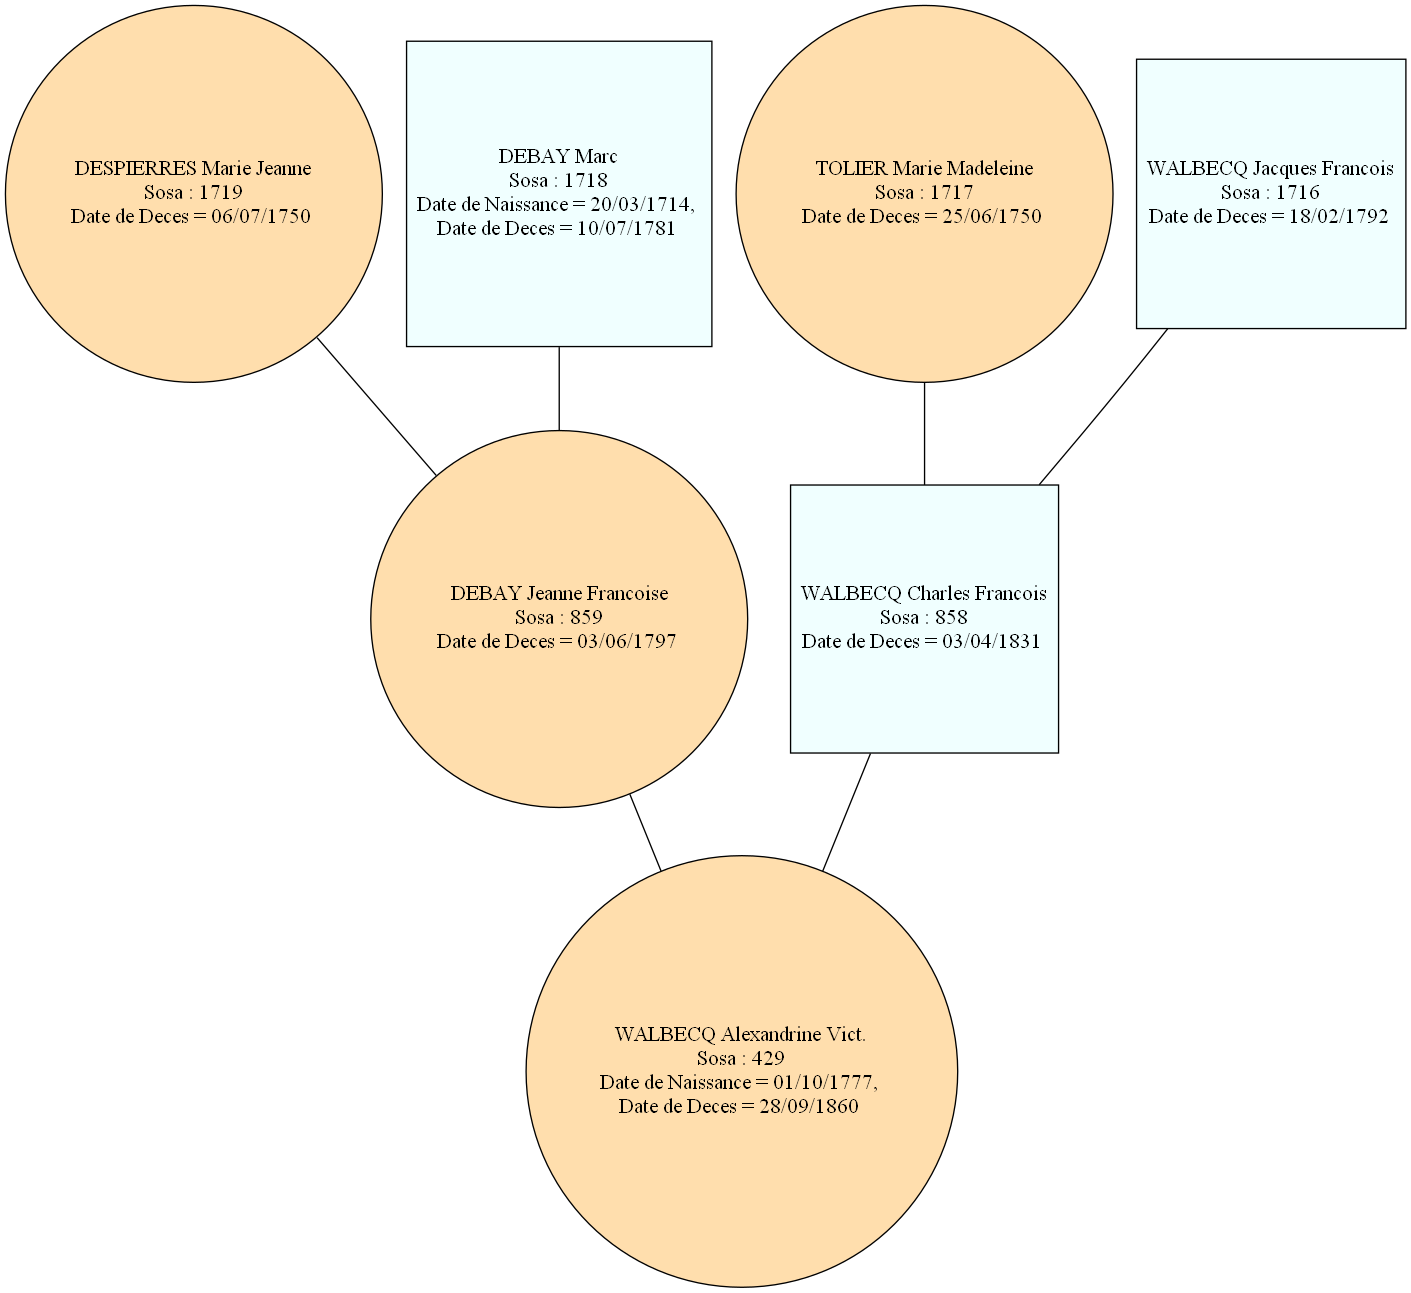 DESPIERRES Marie Jeanne
Sosa : 1719
Date de Deces = 06/07/1750
DEBAY Marc
Sosa : 1718
Date de Naissance = 20/03/1714,
Date de Deces = 10/07/1781
TOLIER Marie Madeleine
Sosa : 1717
Date de Deces = 25/06/1750
WALBECQ Jacques Francois
Sosa : 1716
Date de Deces = 18/02/1792
DEBAY Jeanne Francoise
Sosa : 859
Date de Deces = 03/06/1797
WALBECQ Charles Francois
Sosa : 858
Date de Deces = 03/04/1831
WALBECQ Alexandrine Vict.
Sosa : 429
Date de Naissance = 01/10/1777,
Date de Deces = 28/09/1860